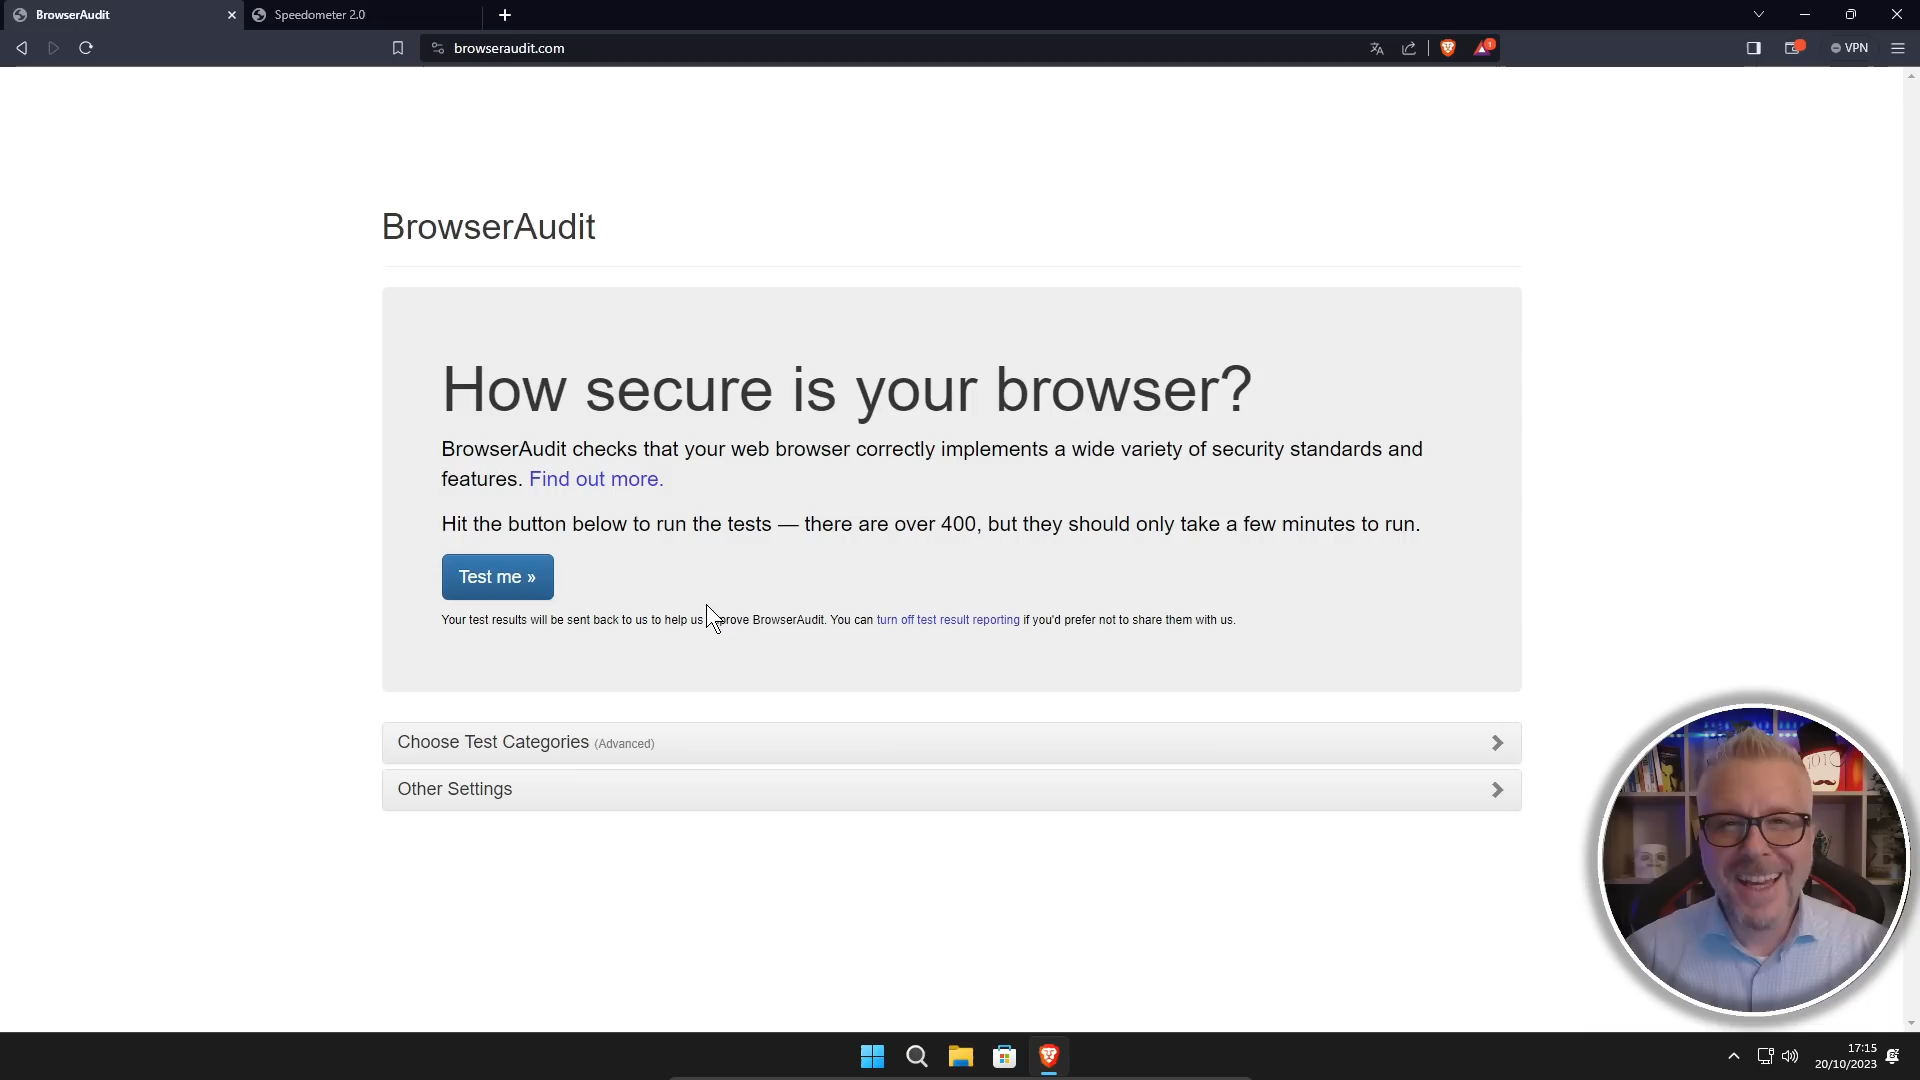 BrowserAudit
Speedometer 2.0
browseraudit.com
1
VPN
BrowserAudit
How secure is your browser?
BrowserAudit checks that your web browser correctly implements a wide variety of security standards and
features. Find out more.
Hit the button below to run the tests — there are over 400, but they should only take a few minutes to run.
Test me »
Your test results will be sent back to us to help us prove BrowserAudit. You can turn off test result reporting if you'd prefer not to share them with us.
Choose Test Categories (Advanced)
Other Settings
17:15
20/10/2023